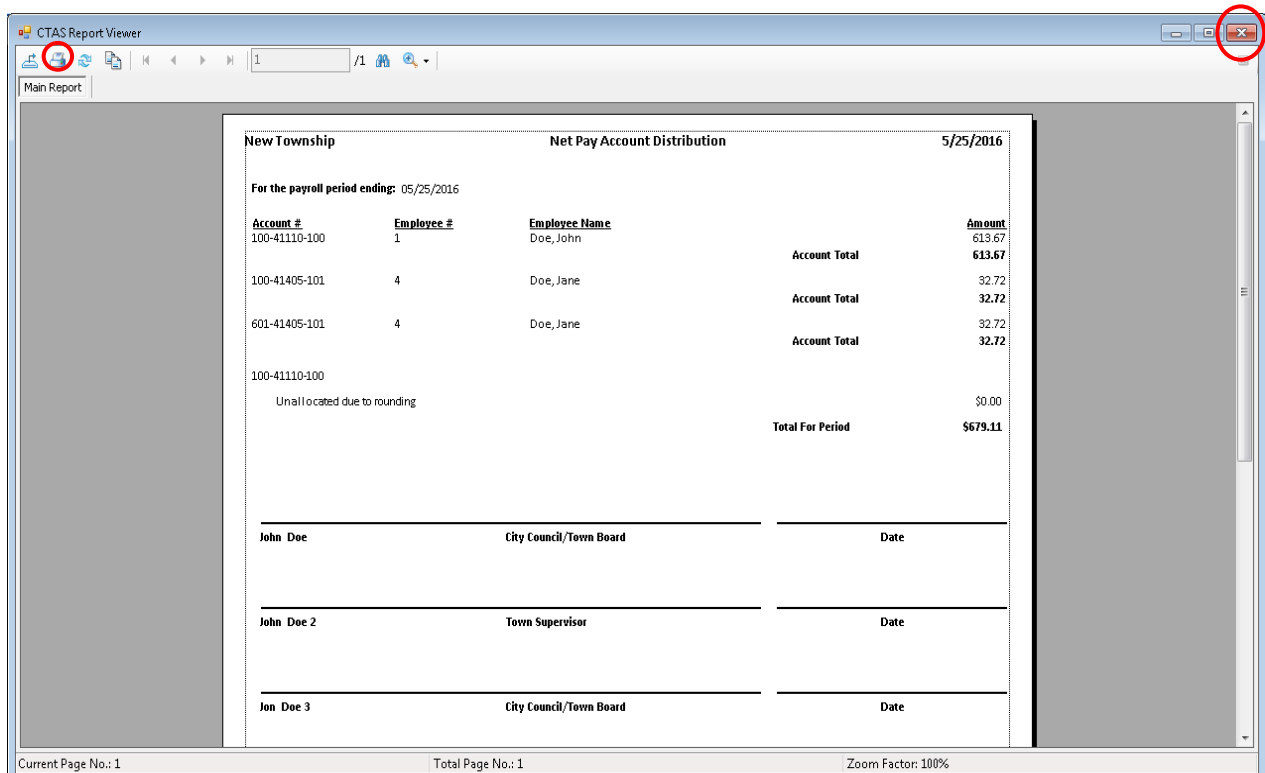 CTAS Report Viewer
1 /1
Main Report
New Township Net Pay Account Distribution 5/25/2016
For the payroll period ending: 05/25/2016
Account # Employee # Employee Name Amount
100-41110-100 1 Doe, John 613.67
Account Total 613.67
100-41405-101 4 Doe, Jane 32.72
Account Total 32.72
601-41405-101 4 Doe, Jane 32.72
Account Total 32.72
100-41110-100
Unallocated due to rounding $0.00
Total For Period $679.11
John Doe City Council/Town Board Date
John Doe 2 Town Supervisor Date
Jon Doe 3 City Council/Town Board Date
Current Page No.: 1 Total Page No.: 1 Zoom Factor: 100%